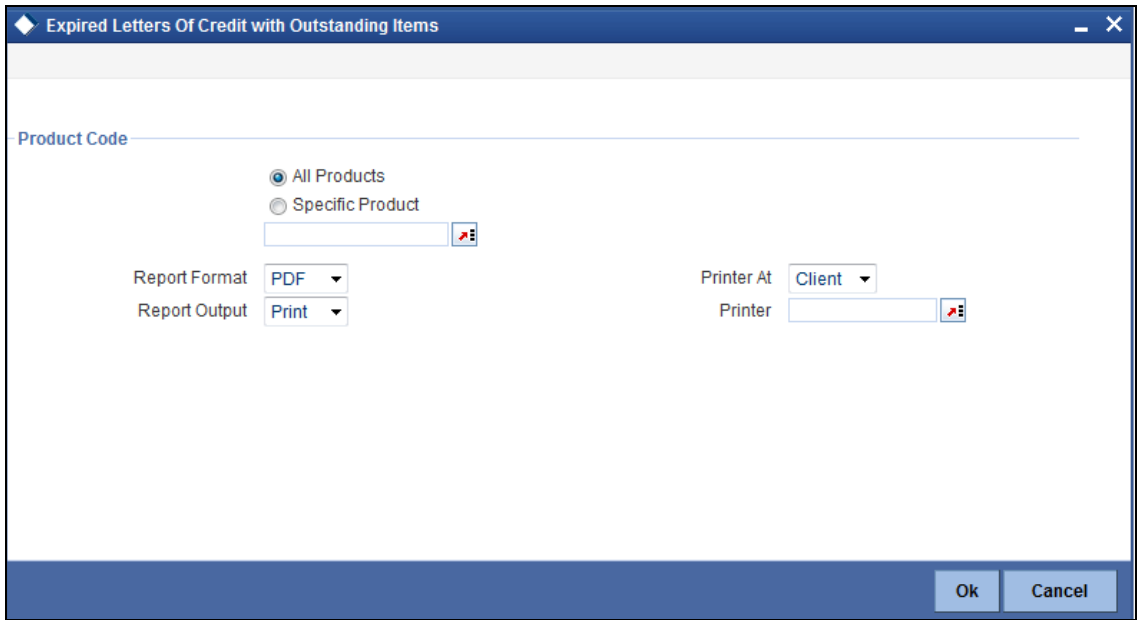 Expired Letters Of Credit with Outstanding Items
Product Code
All Products
Specific Product
Report Format PDF Printer At Client
Report Output Print Printer
Ok Cancel